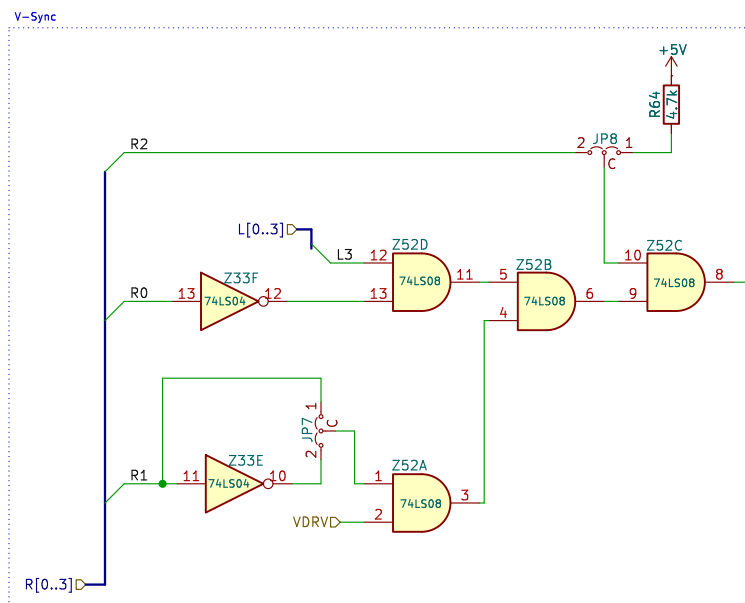 V-Sync
+5V
R64
4.7k
R2
2
JP8
1
C
L[0..3]
L3
12
Z52D
74LS08
11
13
5
Z52B
74LS08
6
4
10
Z52C
74LS08
8
9
R0
13
Z33F
74LS04
12
1
JP7
C
2
R1
11
Z33E
74LS04
10
1
Z52A
74LS08
3
VDRV
2
R[0..3]